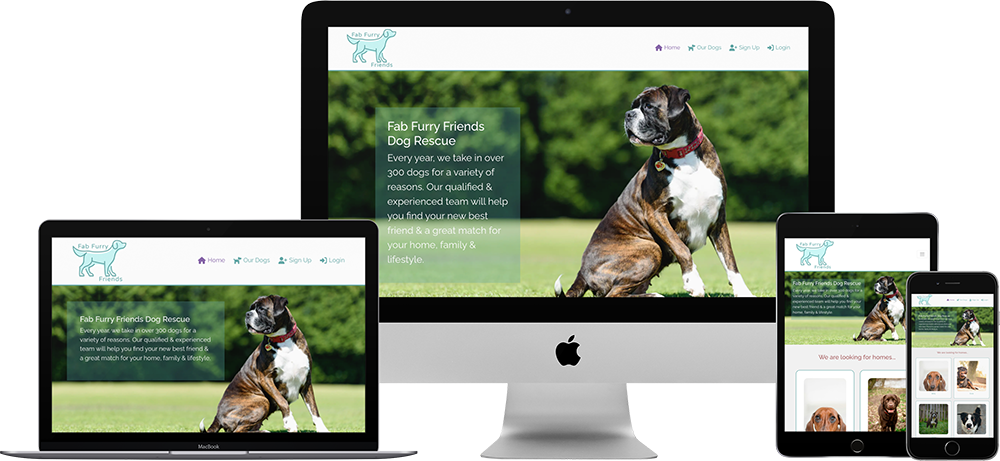 Fab Furry
Friends
Home Our Dogs Sign Up Login
Fab Furry Friends
Dog Rescue
Every year, we take in over
300 dogs for a variety of
reasons. Our qualified &
experienced team will help
you find your new best
friend & a great match for
your home, family &
lifestyle.
Fab Furry
Friends
Home Our Dogs Sign Up Login
Fab Furry Friends Dog Rescue
Every year, we take in over 300 dogs for a variety
of reasons. Our qualified & experienced team
will help you find your new best friend &
a great match for your home, family & lifestyle.
MacBook
Fab Furry
Friends
Fab Furry Friends Dog Rescue
Every year, we take in over 300 dogs for a
variety of reasons. Our qualified & experienced
team will help you find your new
best friend & a great match for your
home, family & lifestyle.
We are looking for homes...
We are looking for homes...